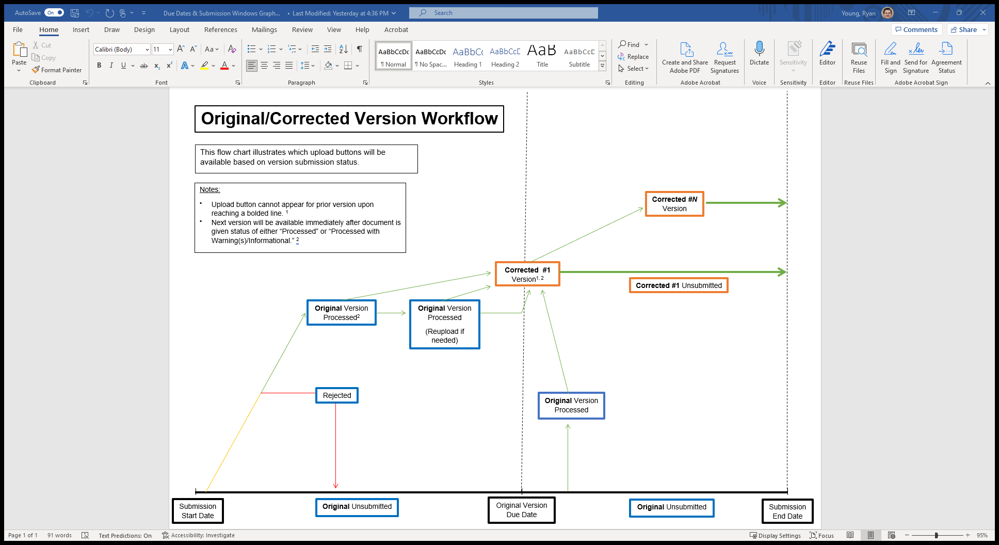 AutoSave On Due Dates & Submission Windows Graph... • Last Modified: Yesterday at 4:36 PM Search Young, Ryan
File Home Insert Draw Design Layout References Mailings Review View Help Acrobat Comments Share
Paste
Cut
Copy
Format Painter
Clipboard
Calibri (Body) 11
Font
Paragraph
AaBbCcDc
¶ Normal
AaBbCcDc
¶ No Spac...
AaBbCc
Heading 1
AaBbCcD
Heading 2
AaB
Title
AaBbCcD
Subtitle
Styles
Find
Replace
Select
Editing
Create and Share
Adobe PDF
Request
Signatures
Adobe Acrobat
Dictate
Voice
Sensitivity
Sensitivity
Editor
Editor
Reuse
Files
Reuse Files
Fill and
Sign
Send for
Signature
Agreement
Status
Adobe Acrobat Sign
Original/Corrected Version Workflow
This flow chart illustrates which upload buttons will be
available based on version submission status.
Notes:
• Upload button cannot appear for prior version upon
reaching a bolded line. 1
• Next version will be available immediately after document is
given status of either “Processed” or “Processed with
Warning(s)/Informational.” 2
Corrected #N
Version
Corrected #1
Version1, 2
Corrected #1 Unsubmitted
Original Version
Processed2
Original Version
Processed
(Reupload if
needed)
Rejected
Original Version
Processed
Submission
Start Date
Original Unsubmitted
Original Version
Due Date
Original Unsubmitted
Submission
End Date
Page 1 of 1 91 words Text Predictions: On Accessibility: Investigate Display Settings Focus 95%